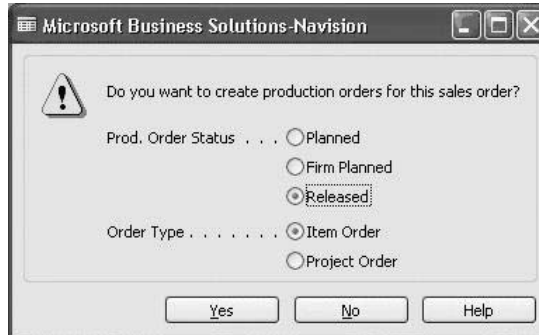 Microsoft Business Solutions-Navision
Do you want to create production orders for this sales order?
Prod. Order Status . . . Planned
Firm Planned
Released
Order Type . . . . . . . Item Order
Project Order
Yes No Help